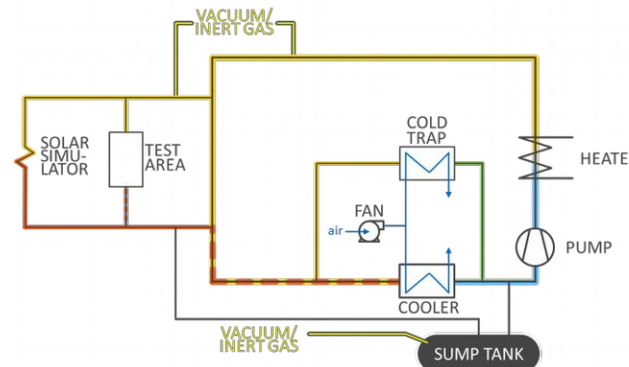 VACUUM/
INERT GAS
SOLAR
SIMU-
LATOR
TEST
AREA
COLD
TRAP
HEATE
FAN
air
PUMP
COOLER
VACUUM/
INERT GAS
SUMP TANK